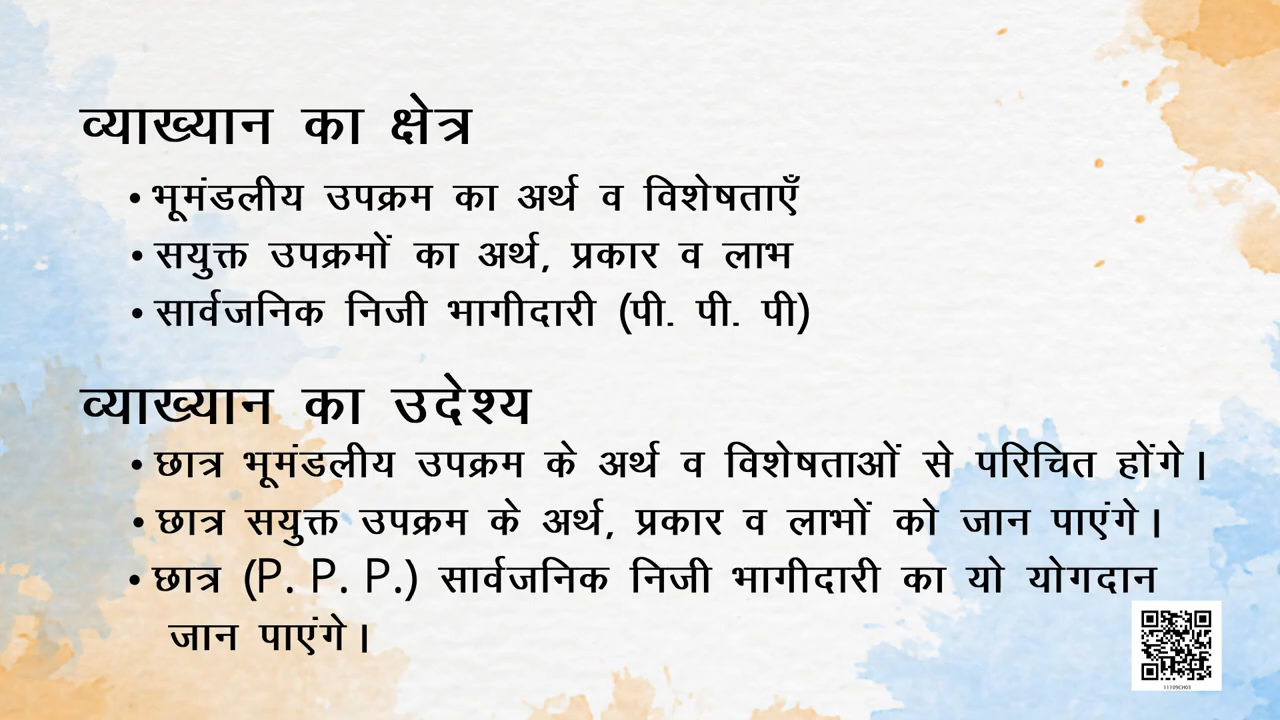 व्याख्यान का क्षेत्र
• भूमंडलीय उपक्रम का अर्थ व विशेषताएँ
• सयुक्त उपक्रमों का अर्थ, प्रकार व लाभ
• सार्वजनिक निजी भागीदारी (पी. पी. पी)
व्याख्यान का उदेश्य
• छात्र भूमंडलीय उपक्रम के अर्थ व विशेषताओं से परिचित होंगे।
• छात्र सयुक्त उपक्रम के अर्थ, प्रकार व लाभों को जान पाएंगे।
• छात्र (P. P. P.) सार्वजनिक निजी भागीदारी का यो योगदान
जान पाएंगे।
11109CH03